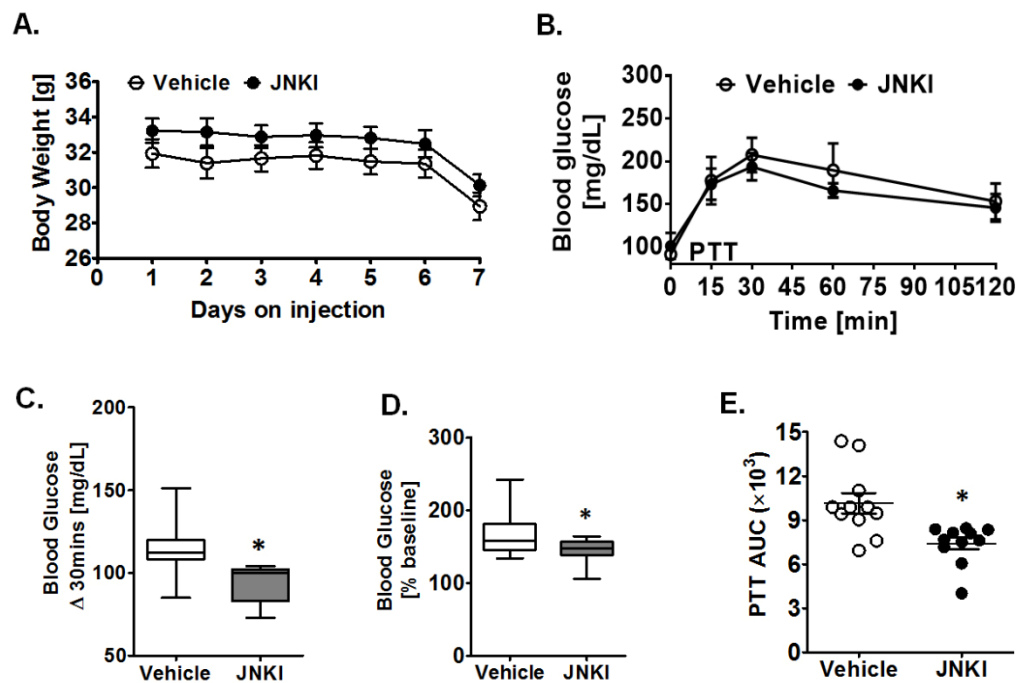 A.
Vehicle JNKI
Body Weight [g]
36
34
32
30
28
26
0 1 2 3 4 5 6 7
Days on injection
B.
Vehicle JNKI
Blood glucose
[mg/dL]
300
250
200
150
100
PTT
0 15 30 45 60 75 90 105 120
Time [min]
C.
Blood Glucose
Δ 30mins [mg/dL]
200
150
100
50
*
Vehicle JNKI
D.
Blood Glucose
[% baseline]
300
200
100
0
*
Vehicle JNKI
E.
PTT AUC (×10³)
15
12
9
6
3
0
*
Vehicle JNKI